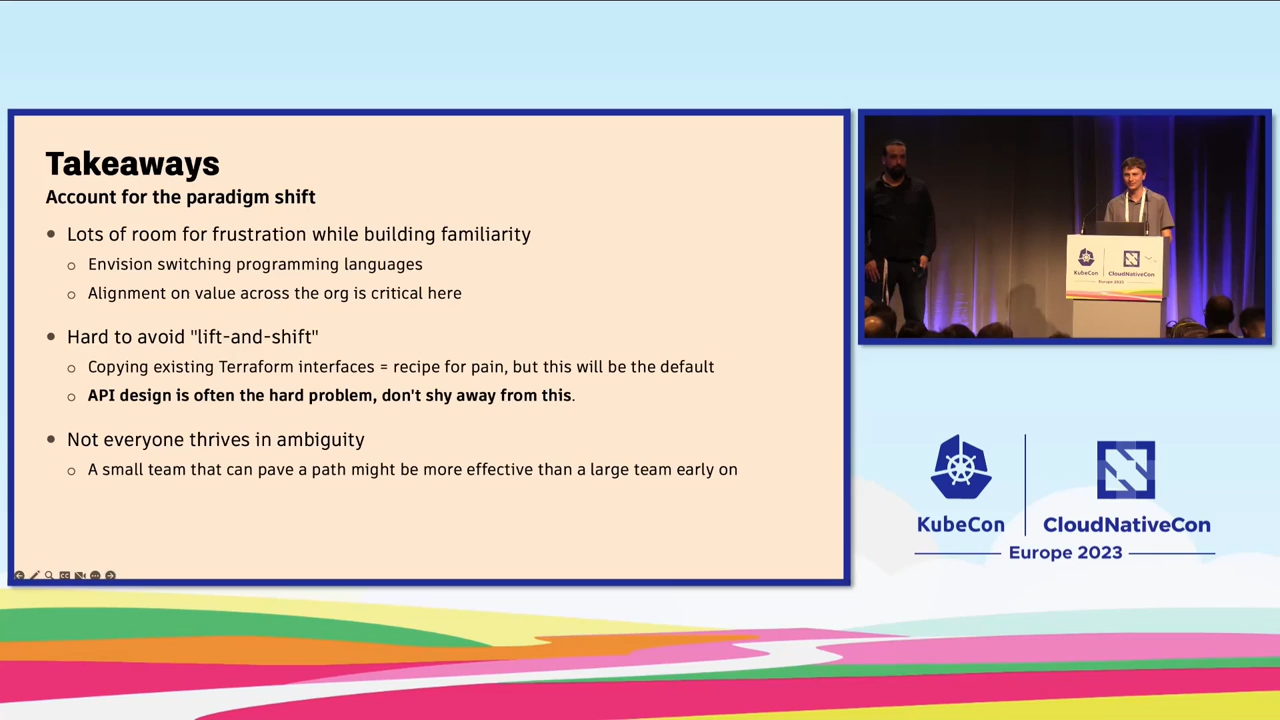 Takeaways
Account for the paradigm shift
• Lots of room for frustration while building familiarity
○ Envision switching programming languages
○ Alignment on value across the org is critical here
• Hard to avoid "lift-and-shift"
○ Copying existing Terraform interfaces = recipe for pain, but this will be the default
○ API design is often the hard problem, don't shy away from this.
• Not everyone thrives in ambiguity
○ A small team that can pave a path might be more effective than a large team early on
KubeCon
CloudNativeCon
Europe 2023
KubeCon
CloudNativeCon
Europe 2023